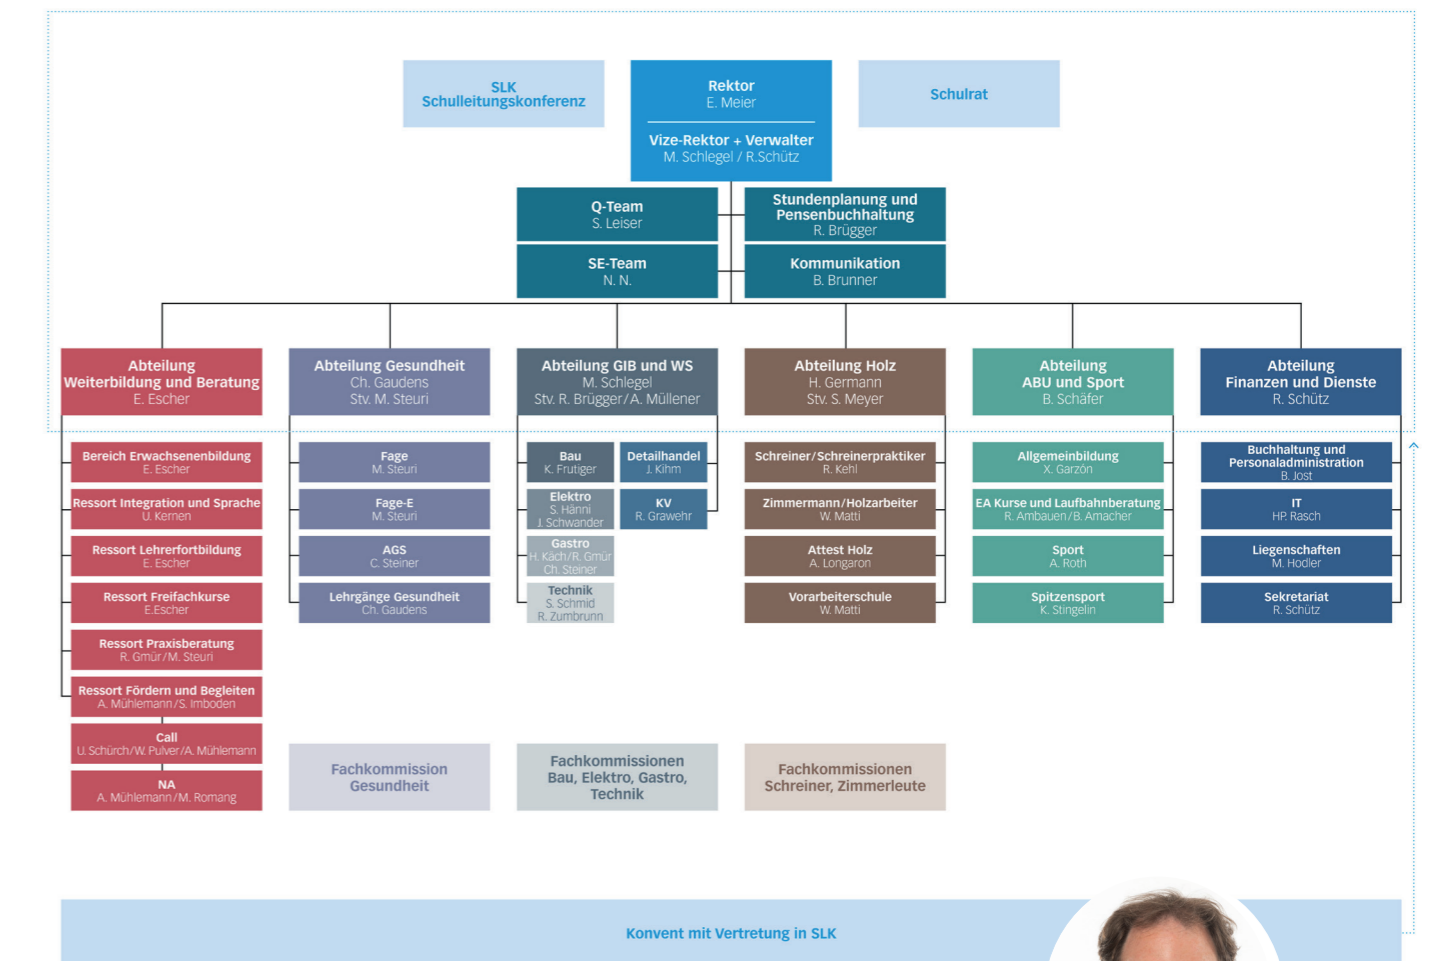 SLK
Schulleitungskonferenz
Rektor
E. Meier
Vize-Rektor + Verwalter
M. Schlegel / R.Schütz
Schulrat
Q-Team
S. Leiser
Stundenplanung und
Pensenbuchhaltung
R. Brügger
SE-Team
N. N.
Kommunikation
B. Brunner
Abteilung
Weiterbildung und Beratung
E. Escher
Abteilung Gesundheit
Ch. Gaudens
Stv. M. Steuri
Abteilung GIB und WS
M. Schlegel
Stv. R. Brügger/A. Müllener
Abteilung Holz
H. Germann
Stv. S. Meyer
Abteilung
ABU und Sport
B. Schäfer
Abteilung
Finanzen und Dienste
R. Schütz
Bereich Erwachsenenbildung
E. Escher
Ressort Integration und Sprache
U. Kernen
Ressort Lehrerfortbildung
E. Escher
Ressort Freifachkurse
E.Escher
Ressort Praxisberatung
R. Gmür/M. Steuri
Ressort Fördern und Begleiten
A. Mühlemann/S. Imboden
Call
U. Schürch/W. Pulver/A. Mühlemann
NA
A. Mühlemann/M. Romang
Fage
M. Steuri
Fage-E
M. Steuri
AGS
C. Steiner
Lehrgänge Gesundheit
Ch. Gaudens
Bau
K. Frutiger
Elektro
S. Hänni
J. Schwander
Gastro
H. Käch/R. Gmür
Ch. Steiner
Technik
S. Schmid
R. Zumbrunn
Detailhandel
J. Kihm
KV
R. Grawehr
Schreiner/Schreinerpraktiker
R. Kehl
Zimmermann/Holzarbeiter
W. Matti
Attest Holz
A. Longaron
Vorarbeiterschule
W. Matti
Allgemeinbildung
X. Garzón
EA Kurse und Laufbahnberatung
R. Ambauen/B. Amacher
Sport
A. Roth
Spitzensport
K. Stingelin
Buchhaltung und
Personaladministration
B. Jost
IT
HP. Rasch
Liegenschaften
M. Hodler
Sekretariat
R. Schütz
Fachkommission
Gesundheit
Fachkommissionen
Bau, Elektro, Gastro,
Technik
Fachkommissionen
Schreiner, Zimmerleute
Konvent mit Vertretung in SLK